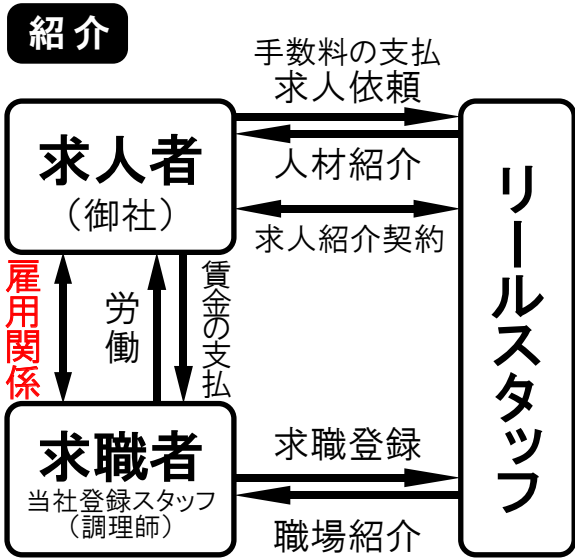 紹介
手数料の支払
求人依頼
求人者
（御社）
人材紹介
求人紹介契約
リールスタッフ
雇用関係
労働
賃金の支払
求職者
当社登録スタッフ
（調理師）
求職登録
職場紹介